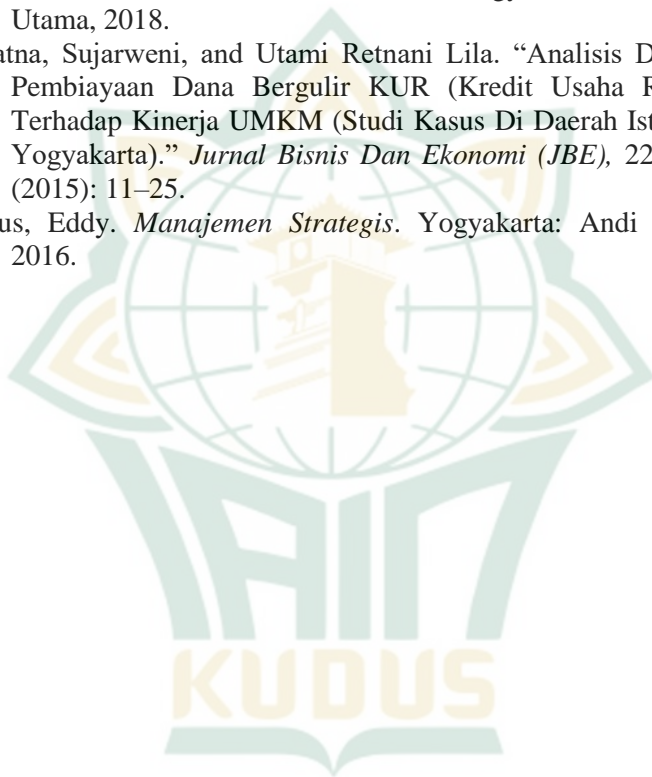 Utama, 2018.
atna, Sujarweni, and Utami Retnani Lila. “Analisis D
Pembiayaan Dana Bergulir KUR (Kredit Usaha R
Terhadap Kinerja UMKM (Studi Kasus Di Daerah Ist
Yogyakarta).” Jurnal Bisnis Dan Ekonomi (JBE), 22
(2015): 11–25.
us, Eddy. Manajemen Strategis. Yogyakarta: Andi
2016.
IAIN
KUDUS